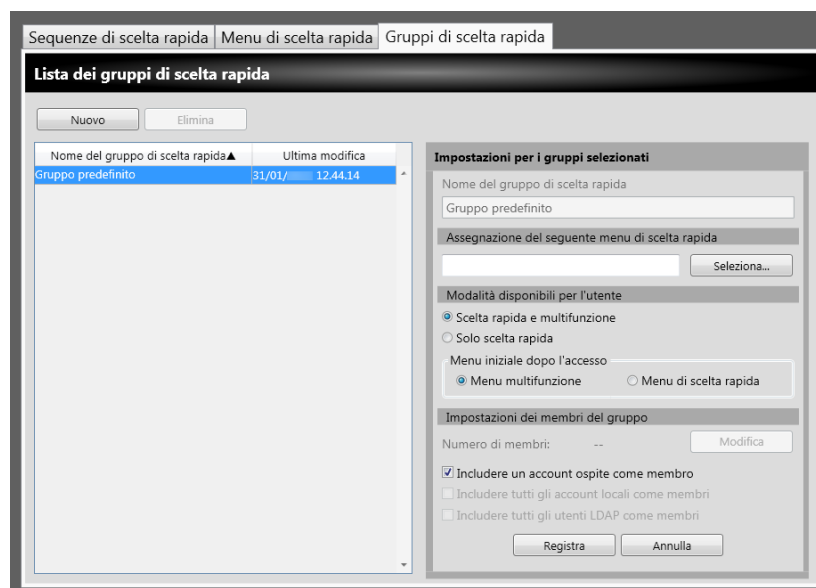 Sequenze di scelta rapida Menu di scelta rapida Gruppi di scelta rapida
Lista dei gruppi di scelta rapida
Nuovo Elimina
Nome del gruppo di scelta rapida▲ Ultima modifica
Gruppo predefinito 31/01/ 12.44.14
Impostazioni per i gruppi selezionati
Nome del gruppo di scelta rapida
Gruppo predefinito
Assegnazione del seguente menu di scelta rapida
Seleziona...
Modalità disponibili per l'utente
Scelta rapida e multifunzione
Solo scelta rapida
Menu iniziale dopo l'accesso
Menu multifunzione Menu di scelta rapida
Impostazioni dei membri del gruppo
Numero di membri: -- Modifica
Includere un account ospite come membro
Includere tutti gli account locali come membri
Includere tutti gli utenti LDAP come membri
Registra Annulla